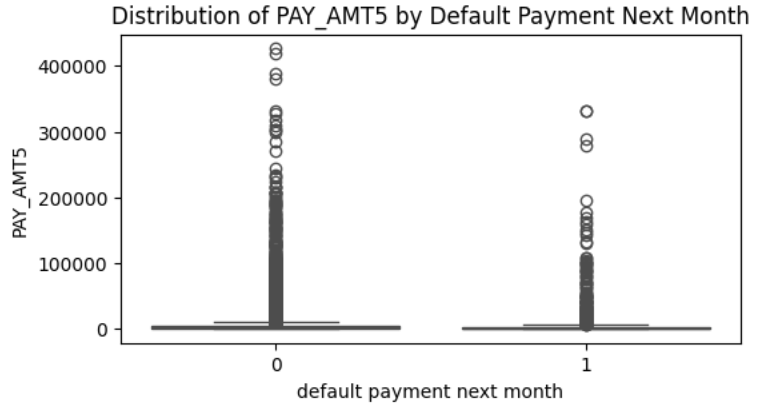 Distribution of PAY_AMT5 by Default Payment Next Month
400000
300000
200000
100000
0
PAY_AMT5
0 1
default payment next month